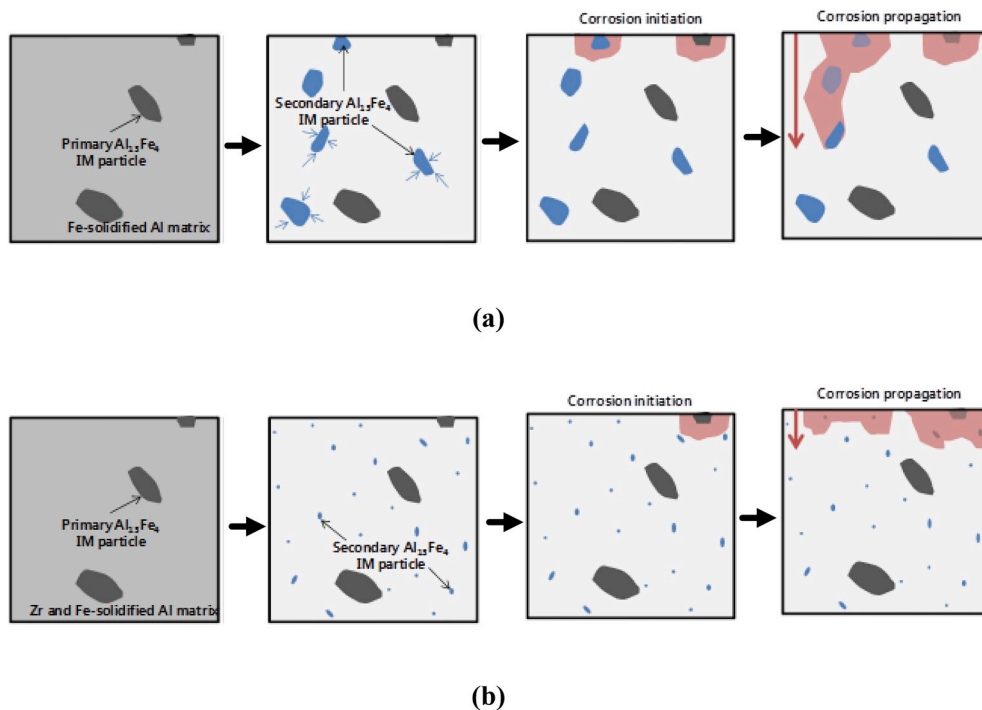 Corrosion initiation
Corrosion propagation
Primary Al₁₃Fe₄
IM particle
Fe-solidified Al matrix
Secondary Al₁₃Fe₄
IM particle
(a)
Corrosion initiation
Corrosion propagation
Primary Al₁₃Fe₄
IM particle
Zr and Fe-solidified Al matrix
Secondary Al₁₃Fe₄
IM particle
(b)